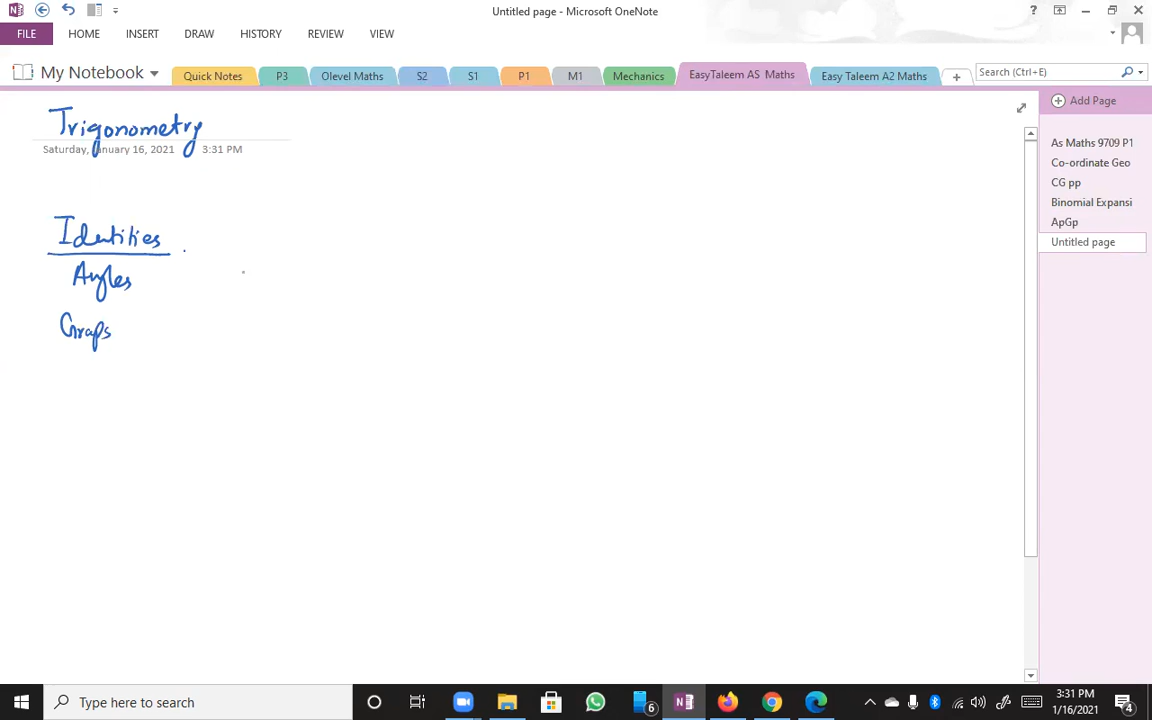 Untitled page - Microsoft OneNote
FILE HOME INSERT DRAW HISTORY REVIEW VIEW
My Notebook Quick Notes P3 Olevel Maths S2 S1 P1 M1 Mechanics EasyTaleem AS Maths Easy Taleem A2 Maths Search (Ctrl+E)
Trigonometry
Saturday, January 16, 2021 3:31 PM
Identities
Angles
Graps
Add Page
As Maths 9709 P1
Co-ordinate Geo
CG pp
Binomial Expansi
ApGp
Untitled page
Type here to search
6
3:31 PM
1/16/2021
4